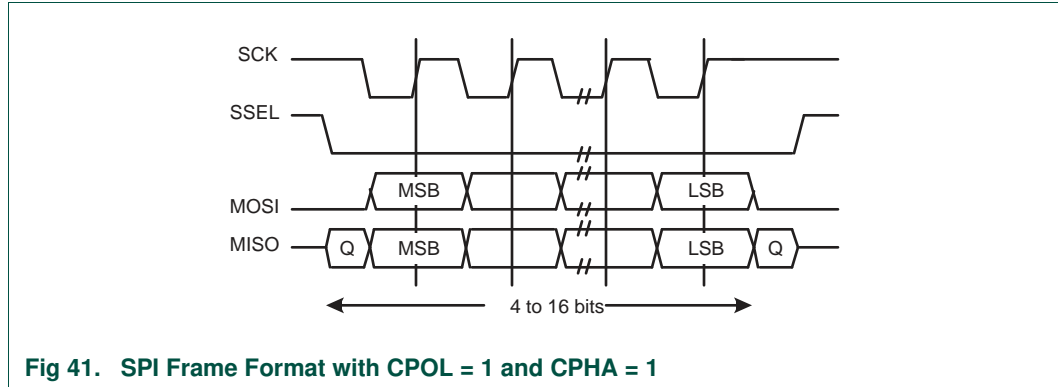 SCK
SSEL
MOSI MSB LSB
MISO Q MSB LSB Q
4 to 16 bits
Fig 41. SPI Frame Format with CPOL = 1 and CPHA = 1